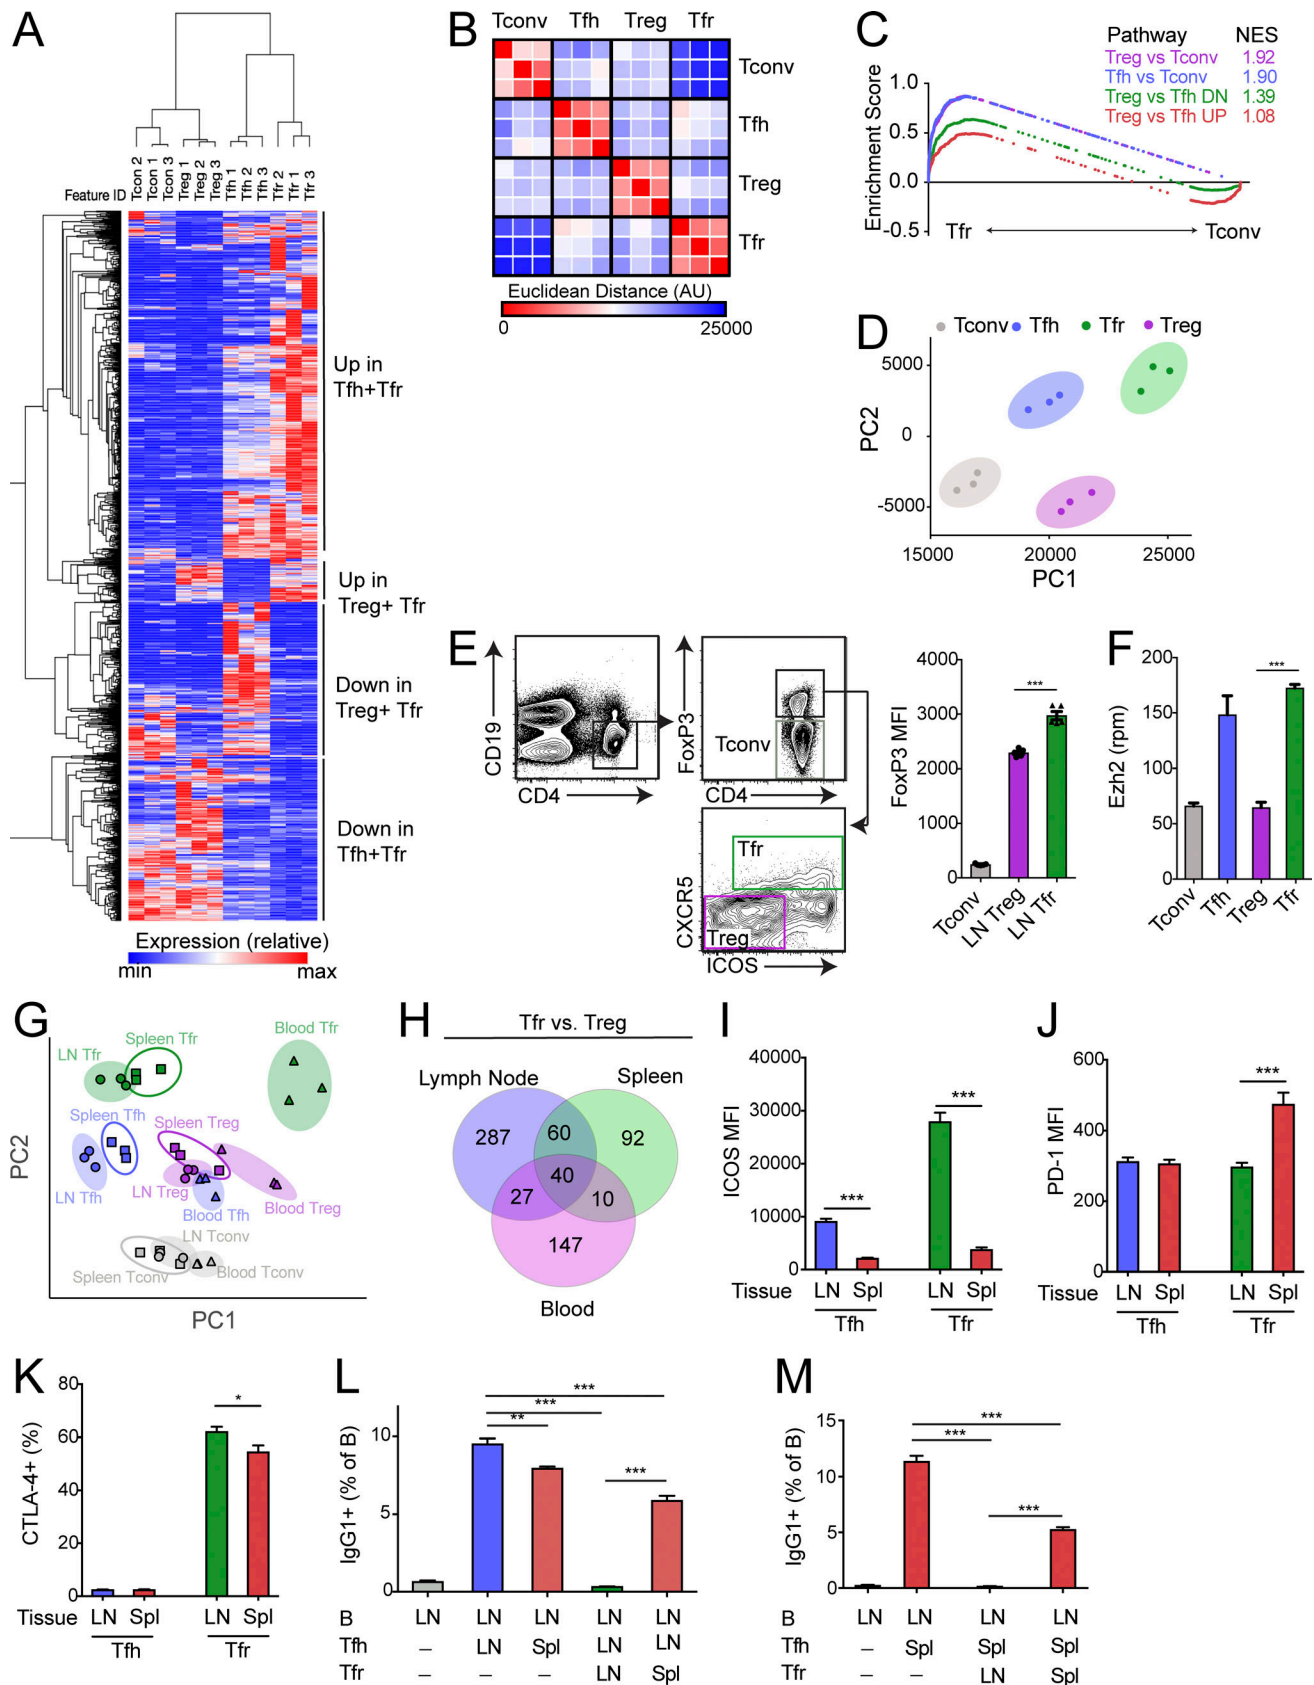 A
Tcon 2
Tcon 1
Tcon 3
Treg 1
Treg 2
Treg 3
Tfh 1
Tfh 2
Tfh 3
Tfr 2
Tfr 1
Tfr 3
Feature ID
Up in
Tfh+Tfr
Up in
Treg+ Tfr
Down in
Treg+ Tfr
Down in
Tfh+Tfr
Expression (relative)
min max
B
Tconv Tfh Treg Tfr
Tconv
Tfh
Treg
Tfr
Euclidean Distance (AU)
0 25000
C
Pathway NES
Treg vs Tconv 1.92
Tfh vs Tconv 1.90
Treg vs Tfh DN 1.39
Treg vs Tfh UP 1.08
Enrichment Score
1.0
0.5
0.0
-0.5
Tfr Tconv
D
Tconv Tfh Tfr Treg
PC2
5000
0
-5000
15000 20000 25000
PC1
E
CD19
CD4
FoxP3
Tconv
CD4
Tfr
Treg
CXCR5
ICOS
FoxP3 MFI
4000
3000
2000
1000
0
Tconv
LN Treg
LN Tfr
F
Ezh2 (rpm)
200
150
100
50
0
***
***
Tconv
Tfh
Treg
Tfr
G
Blood Tfr
Spleen Tfr
LN Tfr
Spleen Tfh
Spleen Treg
LN Tfh
LN Treg
Blood Tfh
Blood Treg
LN Tconv
Spleen Tconv
Blood Tconv
PC2
PC1
H
Tfr vs. Treg
Lymph Node
Spleen
287 60 92
40
27 10
147
Blood
I
ICOS MFI
40000
30000
20000
10000
0
***
***
Tissue LN Spl LN Spl
Tfh Tfr
J
PD-1 MFI
600
400
200
0
***
Tissue LN Spl LN Spl
Tfh Tfr
K
CTLA-4+ (%)
80
60
40
20
0
*
Tissue LN Spl LN Spl
Tfh Tfr
L
IgG1+ (% of B)
10
5
0
***
***
**
***
B LN LN LN LN LN
Tfh – LN Spl LN LN
Tfr – – – LN Spl
M
IgG1+ (% of B)
15
10
5
0
***
***
***
B LN LN LN LN
Tfh – Spl Spl Spl
Tfr – – LN Spl